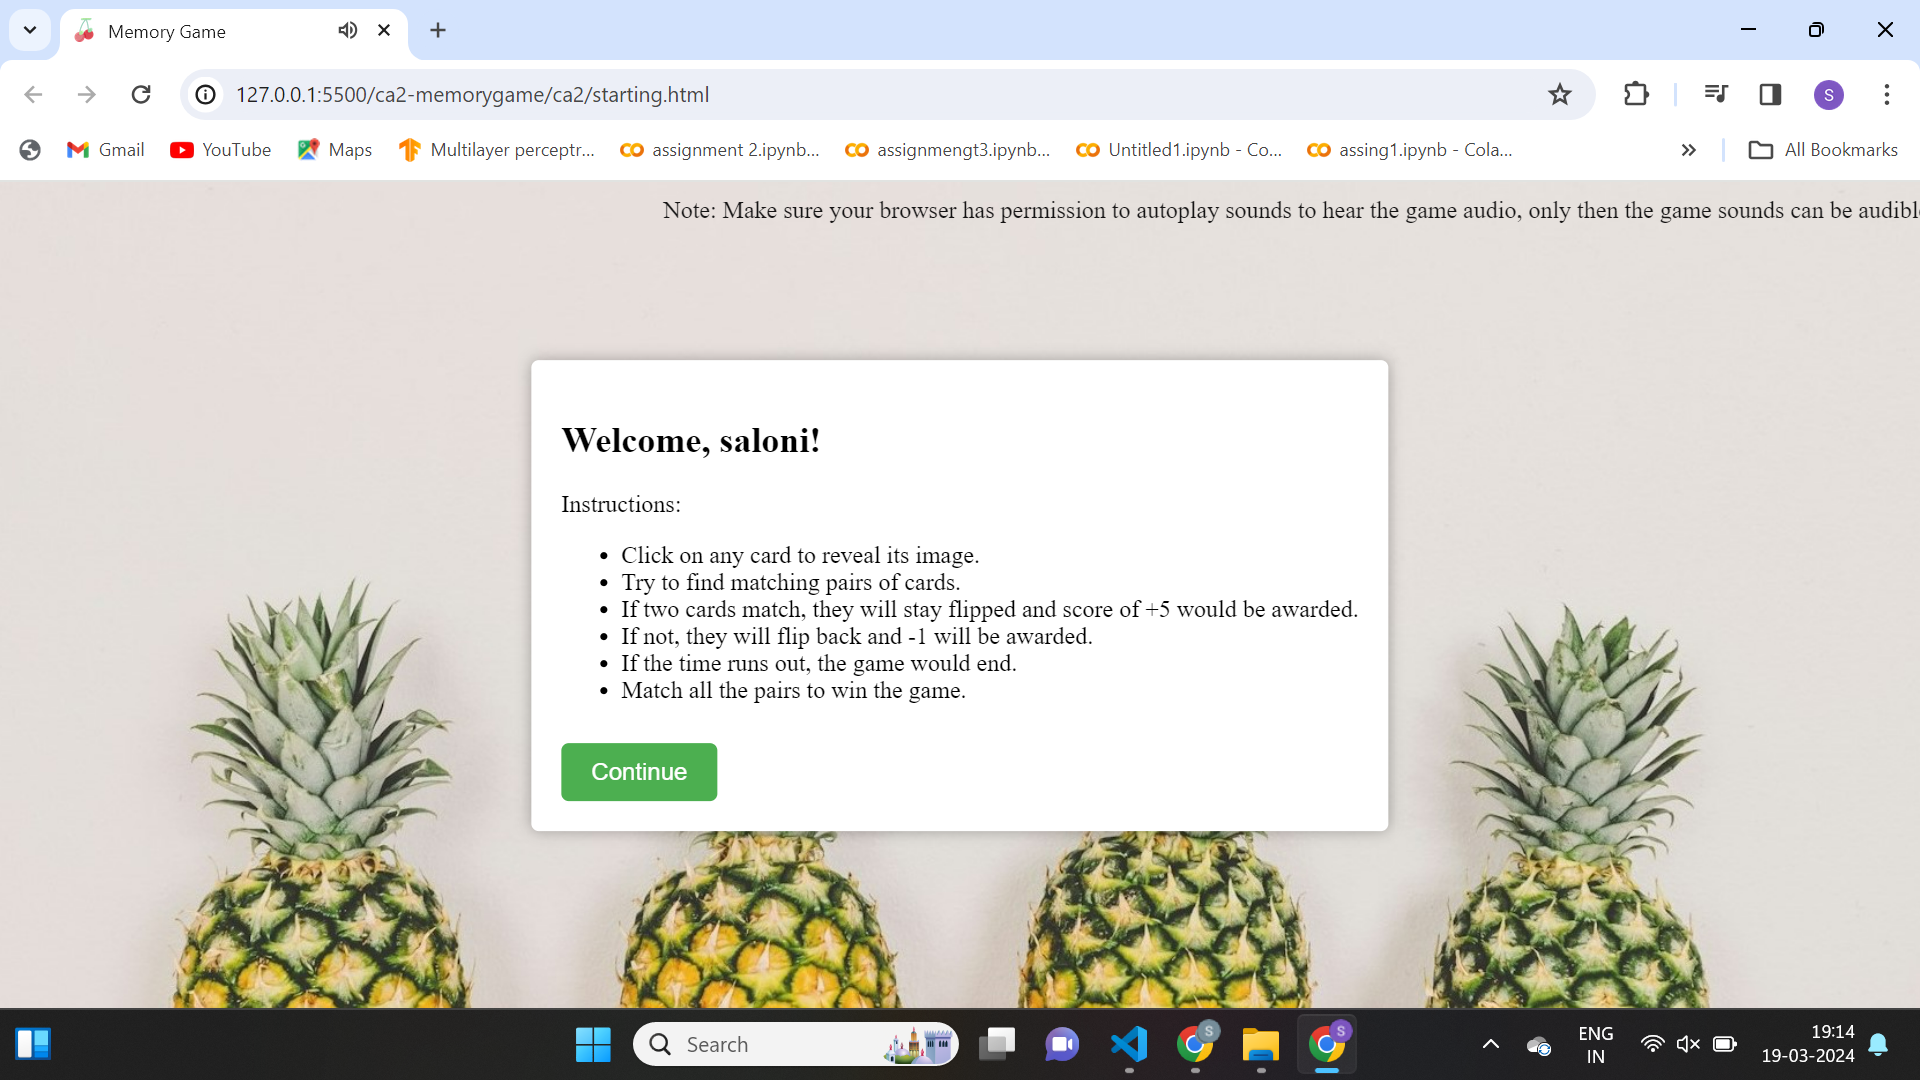 Memory Game
127.0.0.1:5500/ca2-memorygame/ca2/starting.html
S
Gmail
YouTube
Maps
Multilayer perceptr...
assignment 2.ipynb...
assignmengt3.ipynb...
Untitled1.ipynb - Co...
assing1.ipynb - Cola...
All Bookmarks
Note: Make sure your browser has permission to autoplay sounds to hear the game audio, only then the game sounds can be audibl
Welcome, saloni!
Instructions:
• Click on any card to reveal its image.
• Try to find matching pairs of cards.
• If two cards match, they will stay flipped and score of +5 would be awarded.
• If not, they will flip back and -1 will be awarded.
• If the time runs out, the game would end.
• Match all the pairs to win the game.
Continue
Search
S
S
ENG
IN
19:14
19-03-2024